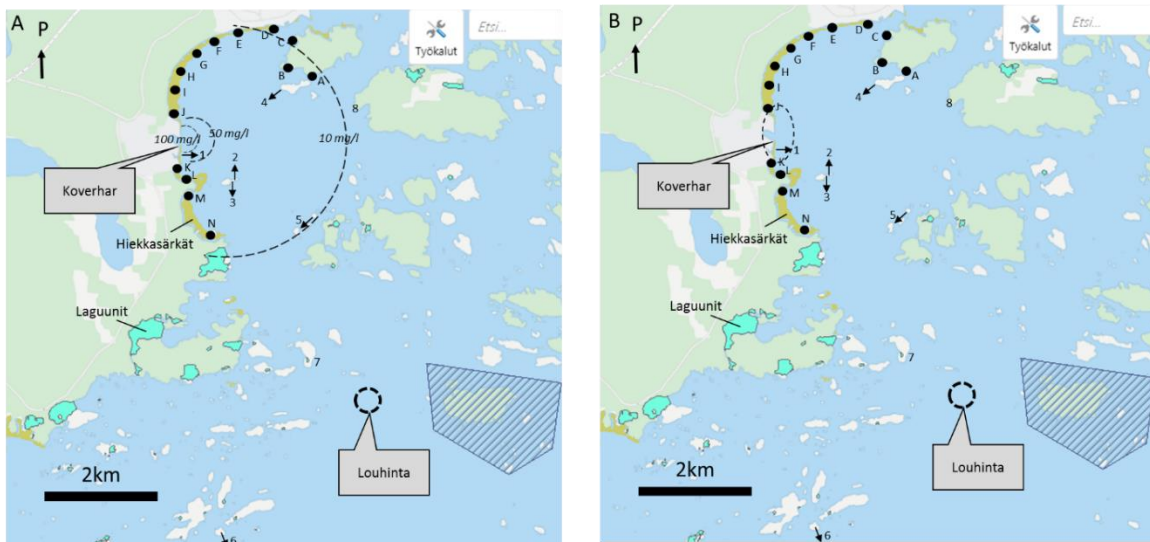 A
P
Työkalut
Etsi...
E
D
C
F
G
B
A
H
4
8
I
J
100 mg/l
50 mg/l
10 mg/l
1
2
Koverhar
K
L
3
M
5
N
Hiekkasärkät
Laguunit
7
Louhinta
2km
6
B
P
Työkalut
Etsi...
E
D
C
F
G
B
A
H
4
8
I
J
1
2
Koverhar
K
L
3
M
5
N
Hiekkasärkät
Laguunit
7
Louhinta
2km
6